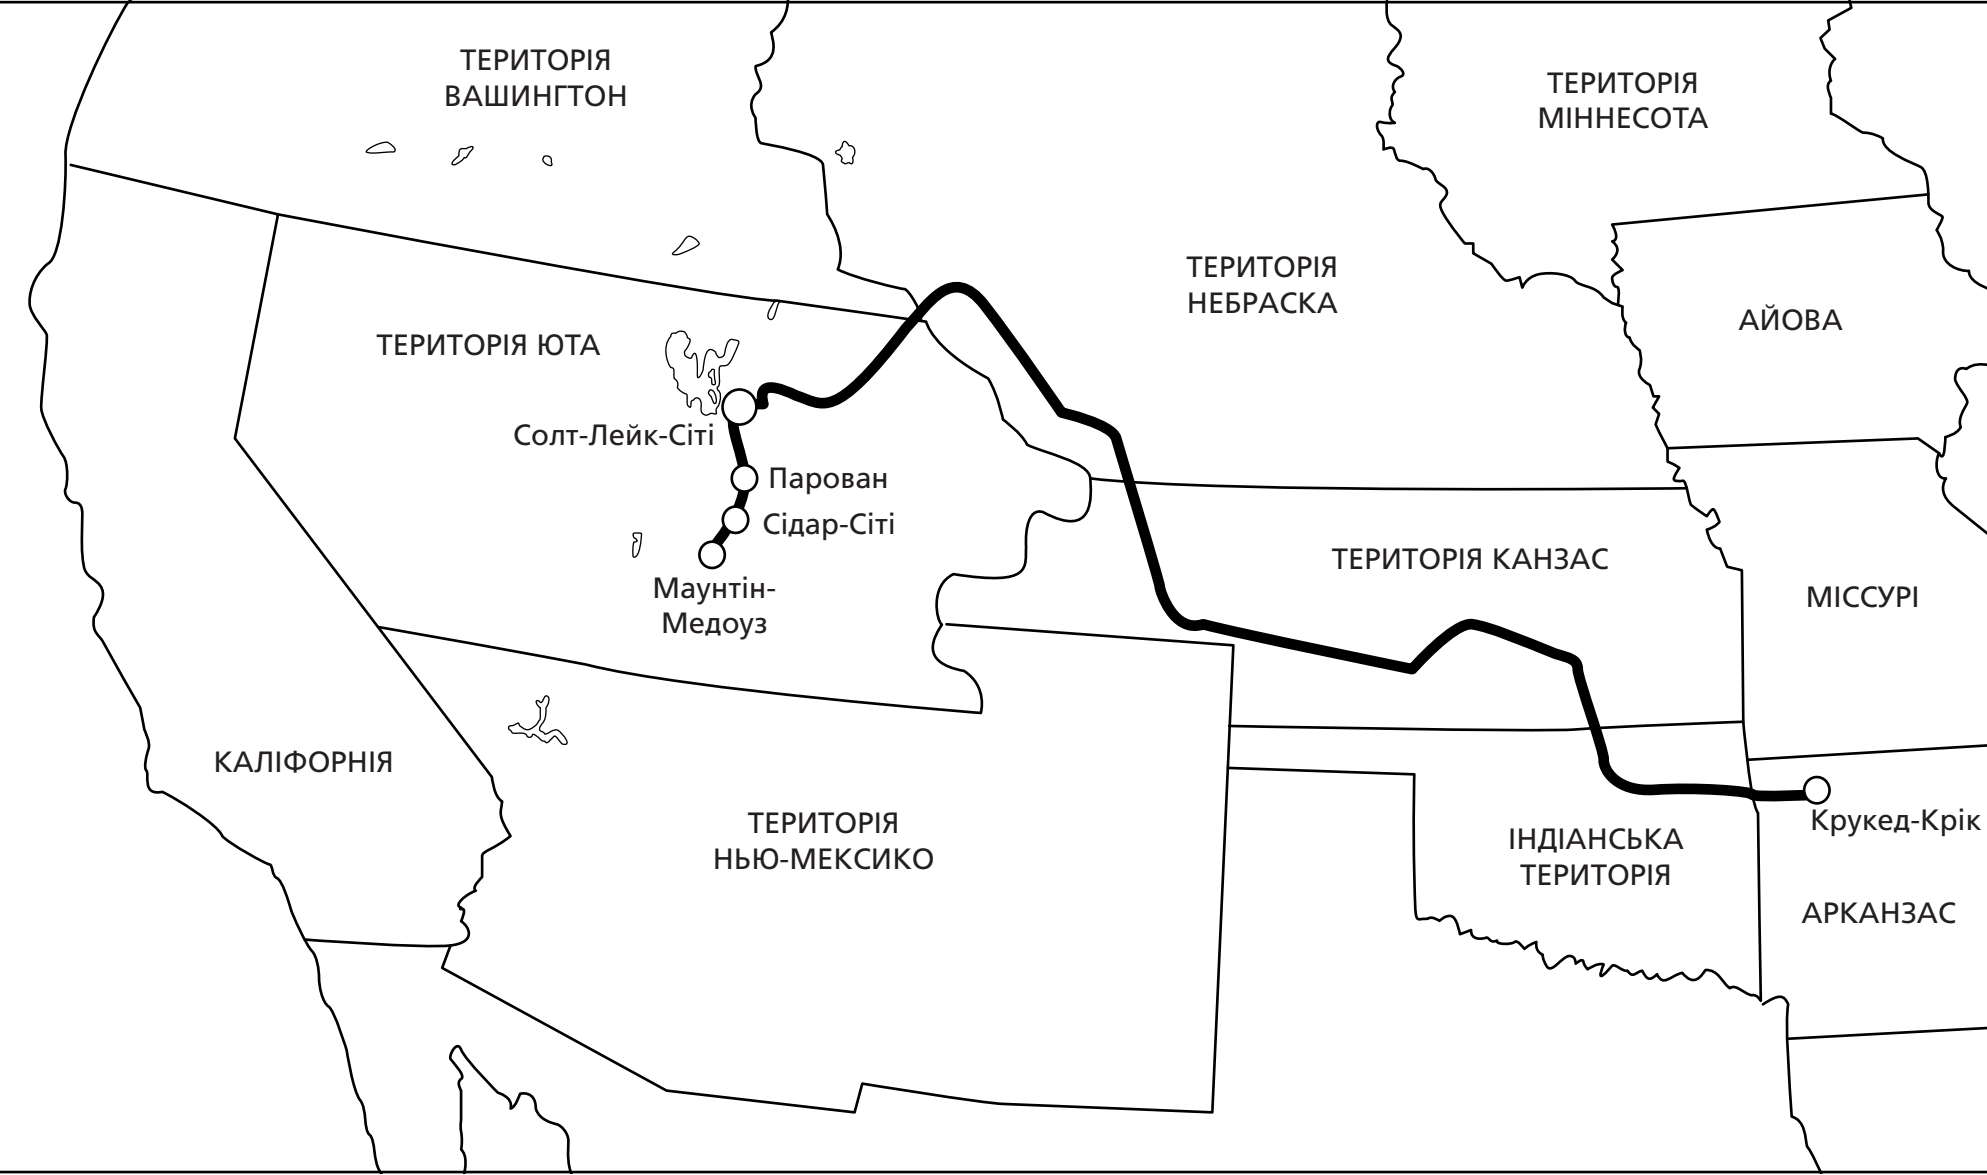 ТЕРИТОРІЯ
ВАШИНГТОН
ТЕРИТОРІЯ
МІННЕСОТА
ТЕРИТОРІЯ
НЕБРАСКА
АЙОВА
ТЕРИТОРІЯ ЮТА
Солт-Лейк-Сіті
Парован
Сідар-Сіті
Маунтін-
Медоуз
ТЕРИТОРІЯ КАНЗАС
МІССУРІ
КАЛІФОРНІЯ
ТЕРИТОРІЯ
НЬЮ-МЕКСИКО
ІНДІАНСЬКА
ТЕРИТОРІЯ
Крукед-Крік
АРКАНЗАС